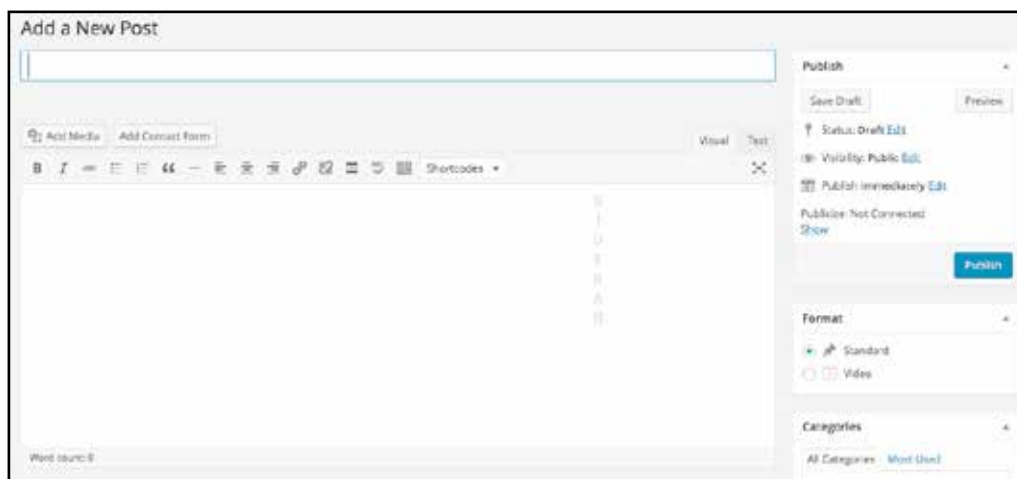 Add a New Post
Add Media Add Contact Form
Visual Text
B I
Shortcodes
S
I
D
E
B
A
R
Word count: 0
Publish
Save Draft Preview
Status: Draft Edit
Visibility: Public Edit
Publish immediately Edit
Publicize: Not Connected
Show
Publish
Format
Standard
Video
Categories
All Categories Most Used